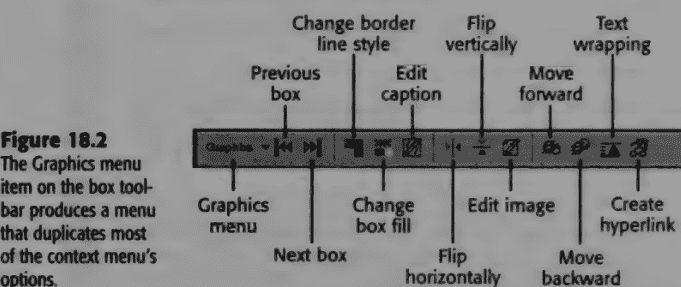 Change border
line style
Flip
vertically
Text
wrapping
Previous
box
Edit
caption
Move
forward
Figure 18.2
The Graphics menu
item on the box tool-
bar produces a menu
that duplicates most
of the context menu's
options.
Graphics
Graphics
menu
Next box
Change
box fill
Flip
horizontally
Edit image
Move
backward
Create
hyperlink